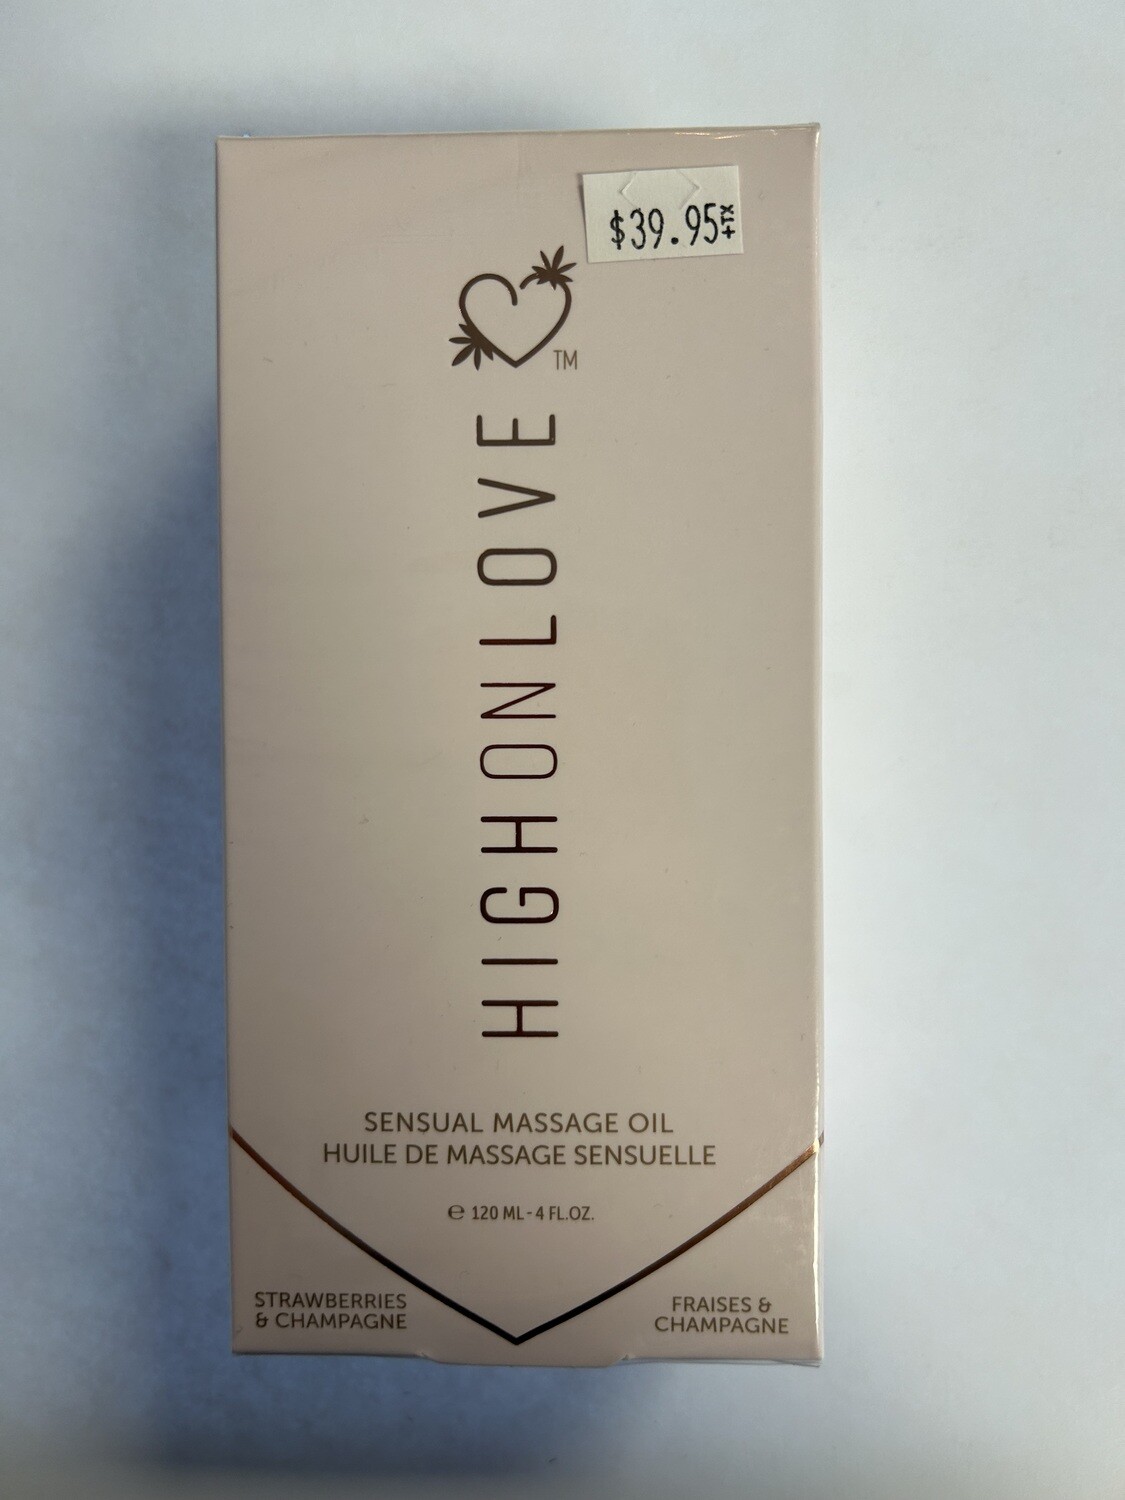 $39.95+TX
TM
HIGHONLOVE
SENSUAL MASSAGE OIL
HUILE DE MASSAGE SENSUELLE
℮ 120 ML - 4 FL.OZ.
STRAWBERRIES
& CHAMPAGNE
FRAISES &
CHAMPAGNE